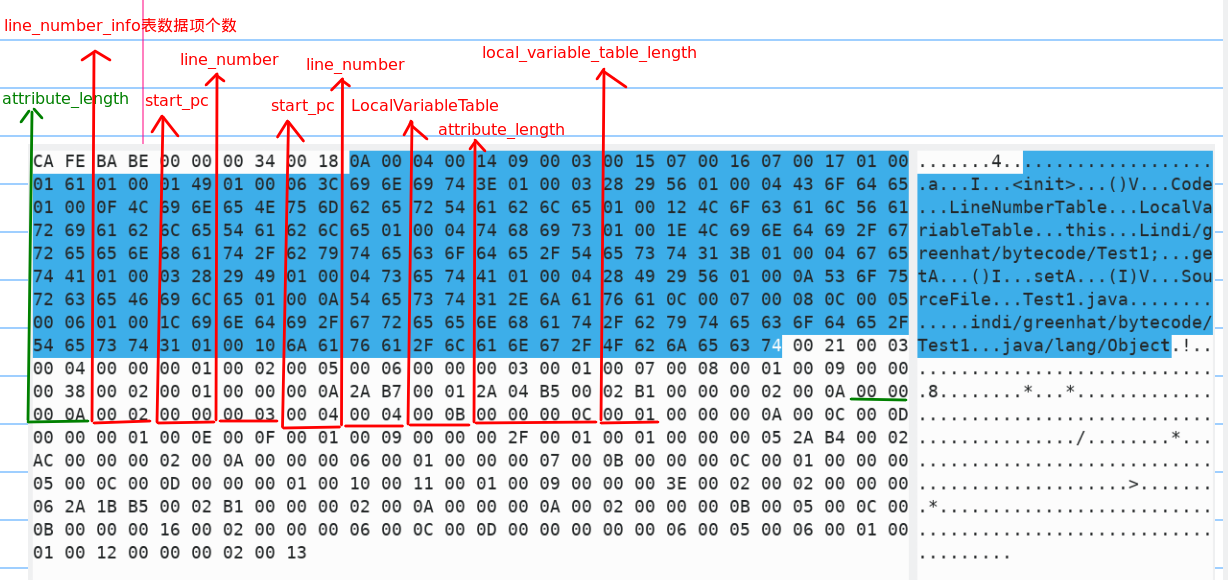 line_number_info表数据项个数
local_variable_table_length
line_number
line_number
attribute_length
start_pc
start_pc
LocalVariableTable
attribute_length
CA FE BA BE 00 00 00 34 00 18 0A 00 04 00 14 09 00 03 00 15 07 00 16 07 00 17 01 00 .......4....................
01 61 01 00 01 49 01 00 06 3C 69 6E 69 74 3E 01 00 03 28 29 56 01 00 04 43 6F 64 65 .a...I...<init>...()V...Code
01 00 0F 4C 69 6E 65 4E 75 6D 62 65 72 54 61 62 6C 65 01 00 12 4C 6F 63 61 6C 56 61 ...LineNumberTable...LocalVa
72 69 61 62 6C 65 54 61 62 6C 65 01 00 04 74 68 69 73 01 00 1E 4C 69 6E 64 69 2F 67 riableTable...this...Lindi/g
72 65 65 6E 68 61 74 2F 62 79 74 65 63 6F 64 65 2F 54 65 73 74 31 3B 01 00 04 67 65 reenhat/bytecode/Test1;...ge
74 41 01 00 03 28 29 49 01 00 04 73 65 74 41 01 00 04 28 49 29 56 01 00 0A 53 6F 75 tA...()I...setA...(I)V...Sou
72 63 65 46 69 6C 65 01 00 0A 54 65 73 74 31 2E 6A 61 76 61 0C 00 07 00 08 0C 00 05 rceFile...Test1.java........
00 06 01 00 1C 69 6E 64 69 2F 67 72 65 65 6E 68 61 74 2F 62 79 74 65 63 6F 64 65 2F .....indi/greenhat/bytecode/
54 65 73 74 31 01 00 10 6A 61 76 61 2F 6C 61 6E 67 2F 4F 62 6A 65 63 74 00 21 00 03 Test1...java/lang/Object.!..
00 04 00 00 00 01 00 02 00 05 00 06 00 00 00 03 00 01 00 07 00 08 00 01 00 09 00 00 ............................
00 38 00 02 00 01 00 00 00 0A 2A B7 00 01 2A 04 B5 00 02 B1 00 00 00 02 00 0A 00 00 .8........*...*.............
00 0A 00 02 00 00 00 03 00 04 00 04 00 0B 00 00 00 0C 00 01 00 00 00 0A 00 0C 00 0D ............................
00 00 00 01 00 0E 00 0F 00 01 00 09 00 00 00 2F 00 01 00 01 00 00 00 05 2A B4 00 02 .............../........*...
AC 00 00 00 02 00 0A 00 00 00 06 00 01 00 00 00 07 00 0B 00 00 00 0C 00 01 00 00 00 ............................
05 00 0C 00 0D 00 00 00 01 00 10 00 11 00 01 00 09 00 00 00 3E 00 02 00 02 00 00 00 ....................>.......
06 2A 1B B5 00 02 B1 00 00 00 02 00 0A 00 00 00 0A 00 02 00 00 00 0B 00 05 00 0C 00 .*..........................
0B 00 00 00 16 00 02 00 00 00 06 00 0C 00 0D 00 00 00 00 00 06 00 05 00 06 00 01 00 ............................
01 00 12 00 00 00 02 00 13 .........